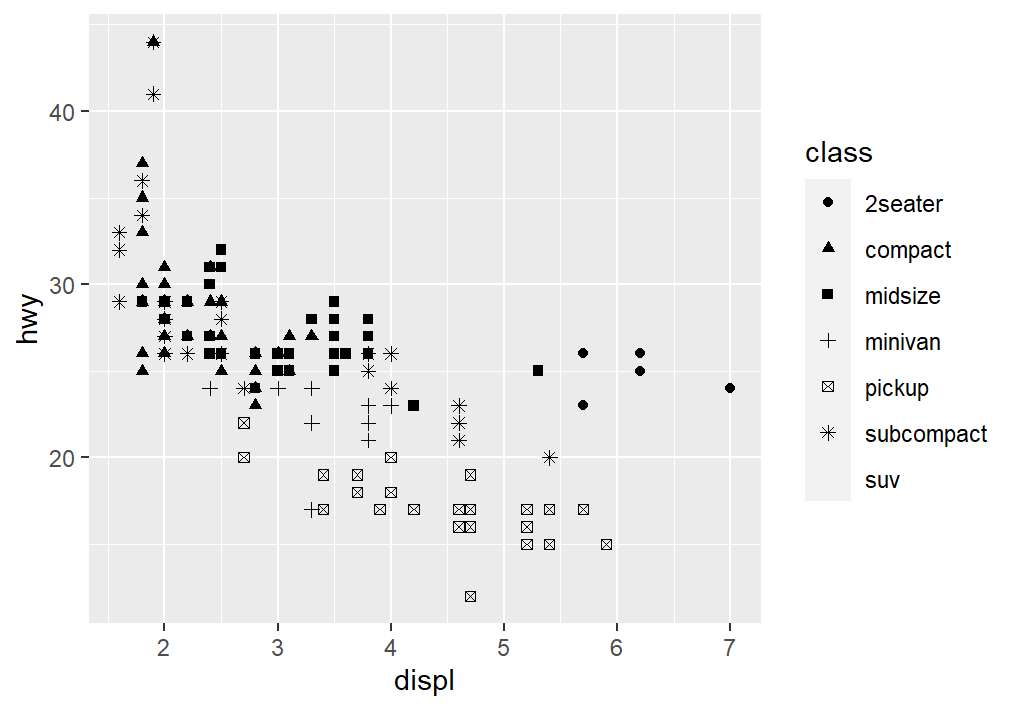 hwy
40
30
20
2 3 4 5 6 7
displ
class
2seater
compact
midsize
minivan
pickup
subcompact
suv